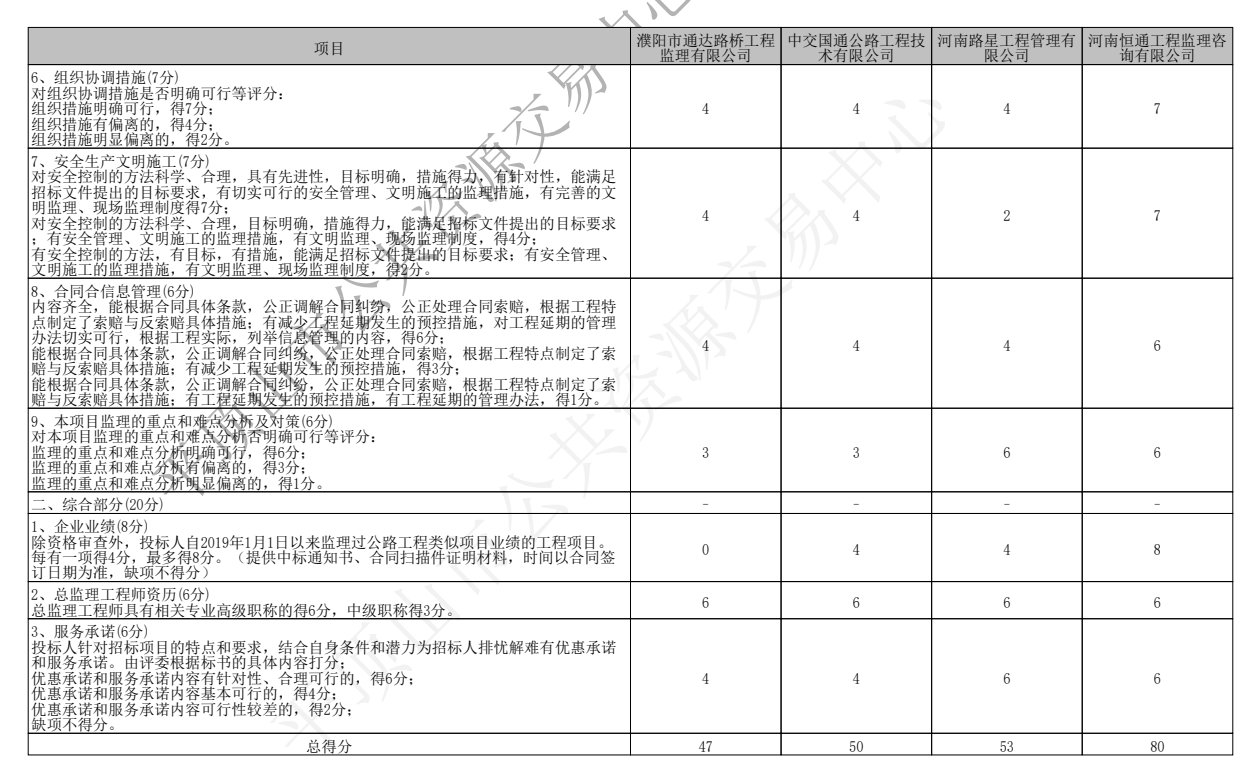 项目
濮阳市通达路桥工程
监理有限公司
中交国通公路工程技
术有限公司
河南路星工程管理有
限公司
河南恒通工程监理咨
询有限公司
6、组织协调措施(7分)
对组织协调措施是否明确可行等评分：
组织措施明确可行，得7分；
组织措施有偏离的，得4分；
组织措施明显偏离的，得2分。
4
4
4
7
7、安全生产文明施工(7分)
对安全控制的方法科学、合理，具有先进性，目标明确，措施得力，有针对性，能满足
招标文件提出的目标要求，有切实可行的安全管理、文明施工的监理措施，有完善的文
明监理、现场监理制度得7分；
对安全控制的方法科学、合理，目标明确，措施得力，能满足招标文件提出的目标要求
；有安全管理、文明施工的监理措施，有文明监理、现场监理制度，得4分；
有安全控制的方法，有目标，有措施，能满足招标文件提出的目标要求；有安全管理、
文明施工的监理措施，有文明监理、现场监理制度，得2分。
4
4
2
7
8、合同合信息管理(6分)
内容齐全，能根据合同具体条款，公正调解合同纠纷，公正处理合同索赔，根据工程特
点制定了索赔与反索赔具体措施；有减少工程延期发生的预控措施，对工程延期的管理
办法切实可行，根据工程实际，列举信息管理的内容，得6分；
能根据合同具体条款，公正调解合同纠纷，公正处理合同索赔，根据工程特点制定了索
赔与反索赔具体措施；有减少工程延期发生的预控措施，得3分；
能根据合同具体条款，公正调解合同纠纷，公正处理合同索赔，根据工程特点制定了索
赔与反索赔具体措施；有工程延期发生的预控措施，有工程延期的管理办法，得1分。
4
4
4
6
9、本项目监理的重点和难点分析及对策(6分)
对本项目监理的重点和难点分析否明确可行等评分：
监理的重点和难点分析明确可行，得6分；
监理的重点和难点分析有偏离的，得3分；
监理的重点和难点分析明显偏离的，得1分。
3
3
6
6
二、综合部分(20分)
-
-
-
-
1、企业业绩(8分)
除资格审查外，投标人自2019年1月1日以来监理过公路工程类似项目业绩的工程项目。
每有一项得4分，最多得8分。（提供中标通知书、合同扫描件证明材料，时间以合同签
订日期为准，缺项不得分）
0
4
4
8
2、总监理工程师资历(6分)
总监理工程师具有相关专业高级职称的得6分，中级职称得3分。
6
6
6
6
3、服务承诺(6分)
投标人针对招标项目的特点和要求，结合自身条件和潜力为招标人排忧解难有优惠承诺
和服务承诺。由评委根据标书的具体内容打分；
优惠承诺和服务承诺内容有针对性、合理可行的，得6分；
优惠承诺和服务承诺内容基本可行的，得4分；
优惠承诺和服务承诺内容可行性较差的，得2分；
缺项不得分。
4
4
6
6
总得分
47
50
53
80
平顶山市公共资源交易中心
平顶山市公共资源交易中心